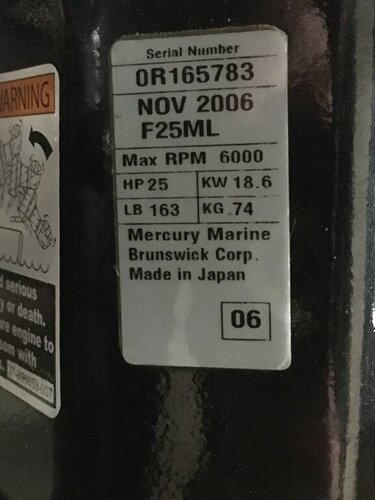 Serial Number
0R165783
NOV 2006
F25ML
Max RPM 6000
HP 25 KW 18.6
LB 163 KG .74
Mercury Marine
Brunswick Corp.
Made in Japan
06
WARNING
serious
y or death.
engine to
with